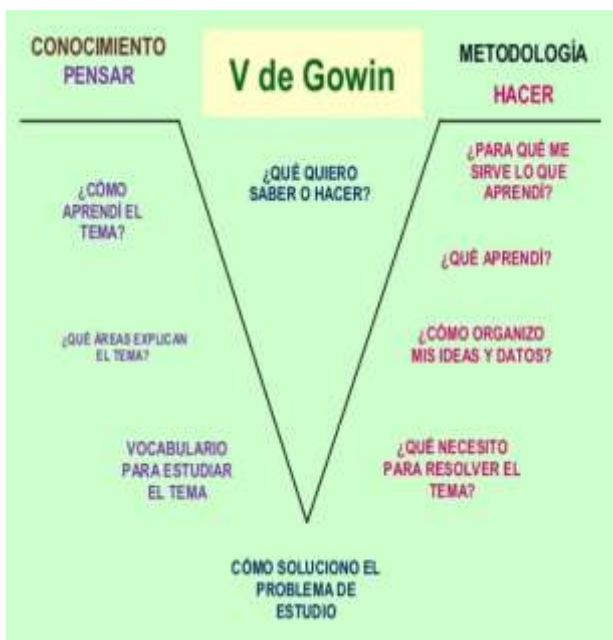 CONOCIMIENTO
PENSAR
V de Gowin
METODOLOGÍA
HACER
¿CÓMO
APRENDÍ EL
TEMA?
¿QUÉ ÁREAS EXPLICAN
EL TEMA?
VOCABULARIO
PARA ESTUDIAR
EL TEMA
¿QUÉ QUIERO
SABER O HACER?
¿PARA QUÉ ME
SIRVE LO QUE
APRENDÍ?
¿QUÉ APRENDÍ?
¿CÓMO ORGANIZO
MIS IDEAS Y DATOS?
¿QUÉ NECESITO
PARA RESOLVER EL
TEMA?
CÓMO SOLUCIONO EL
PROBLEMA DE
ESTUDIO